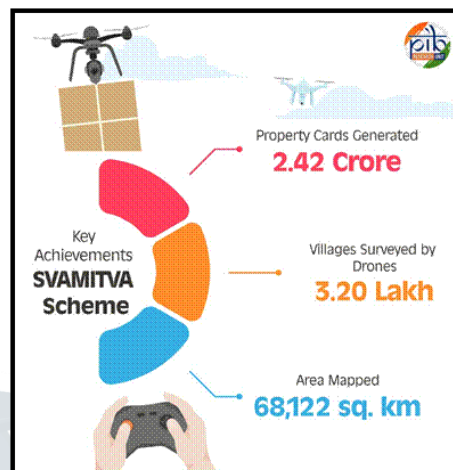 pib
Property Cards Generated
2.42 Crore
Key
Achievements
SVAMITVA
Scheme
Villages Surveyed by
Drones
3.20 Lakh
Area Mapped
68,122 sq. km